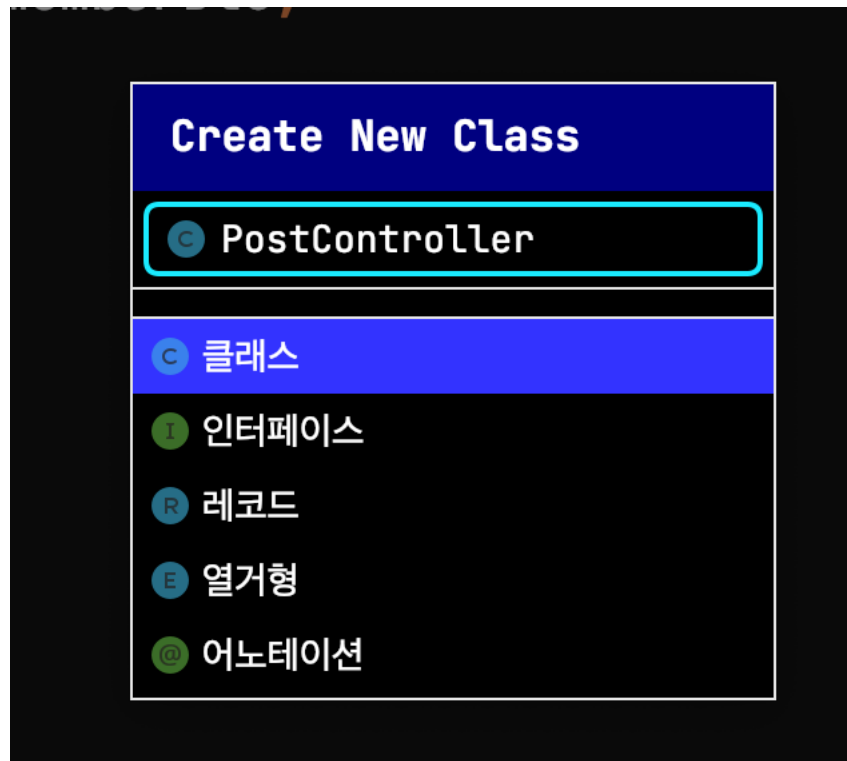 Create New Class
C PostController
C 클래스
I 인터페이스
R 레코드
E 열거형
@ 어노테이션